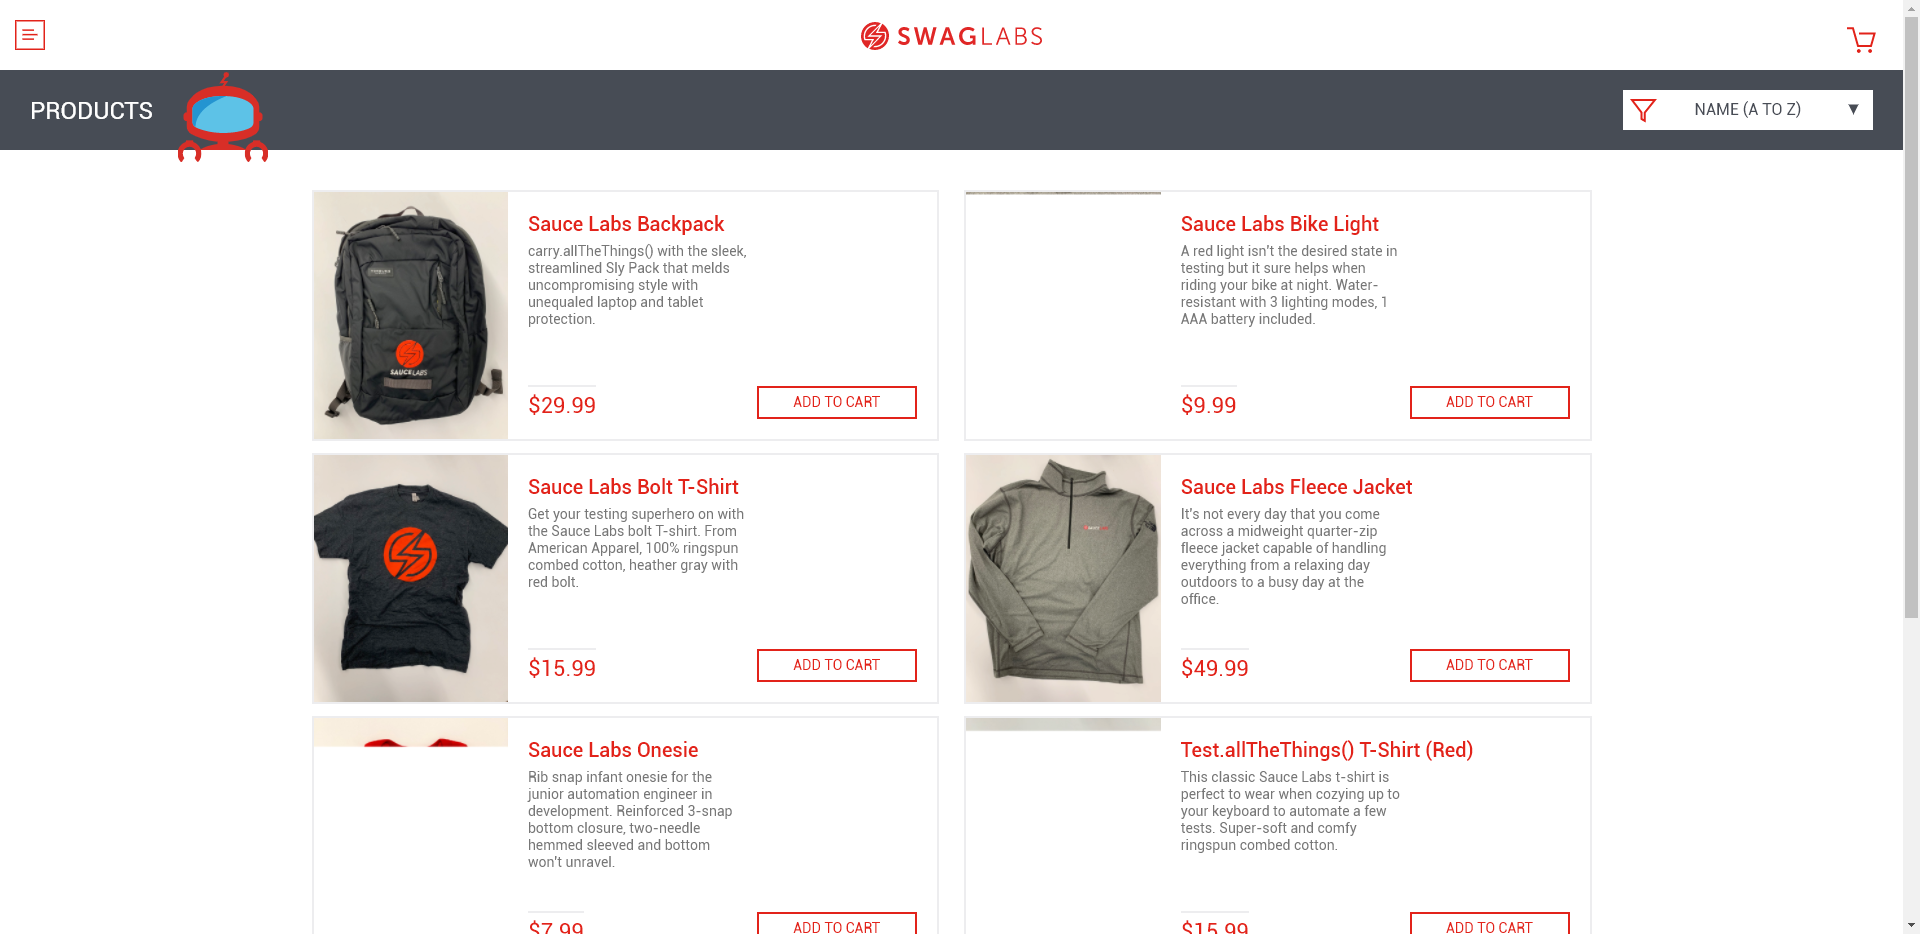 SWAGLABS
PRODUCTS
NAME (A TO Z)
Sauce Labs Backpack
carry.allTheThings() with the sleek,
streamlined Sly Pack that melds
uncompromising style with
unequaled laptop and tablet
protection.
$29.99
ADD TO CART
SAUCELABS
Sauce Labs Bike Light
A red light isn't the desired state in
testing but it sure helps when
riding your bike at night. Water-
resistant with 3 lighting modes, 1
AAA battery included.
$9.99
ADD TO CART
Sauce Labs Bolt T-Shirt
Get your testing superhero on with
the Sauce Labs bolt T-shirt. From
American Apparel, 100% ringspun
combed cotton, heather gray with
red bolt.
$15.99
ADD TO CART
Sauce Labs Fleece Jacket
It's not every day that you come
across a midweight quarter-zip
fleece jacket capable of handling
everything from a relaxing day
outdoors to a busy day at the
office.
$49.99
ADD TO CART
Sauce Labs Onesie
Rib snap infant onesie for the
junior automation engineer in
development. Reinforced 3-snap
bottom closure, two-needle
hemmed sleeved and bottom
won't unravel.
$7.99
ADD TO CART
Test.allTheThings() T-Shirt (Red)
This classic Sauce Labs t-shirt is
perfect to wear when cozying up to
your keyboard to automate a few
tests. Super-soft and comfy
ringspun combed cotton.
$15.99
ADD TO CART